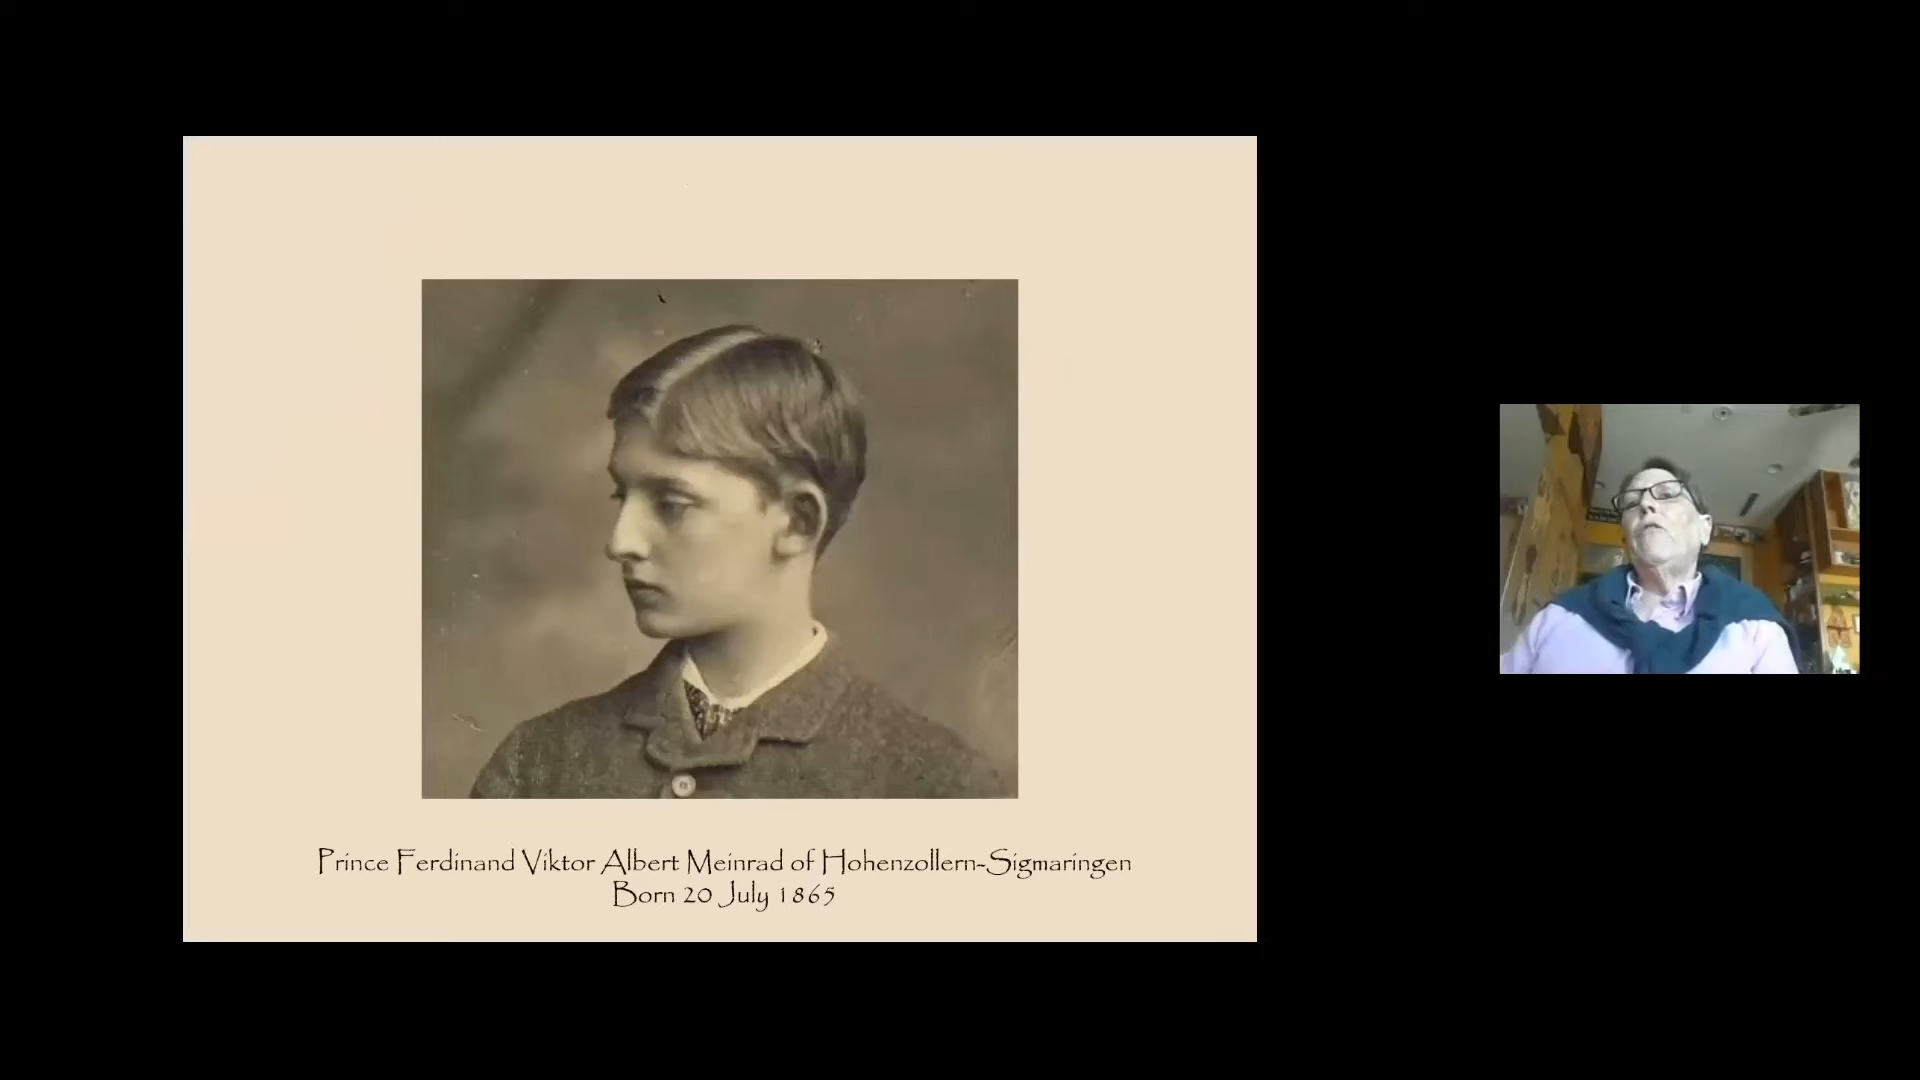 Prince Ferdinand Viktor Albert Meinrad of Hohenzollern-Sigmaringen
Born 20 July 1865